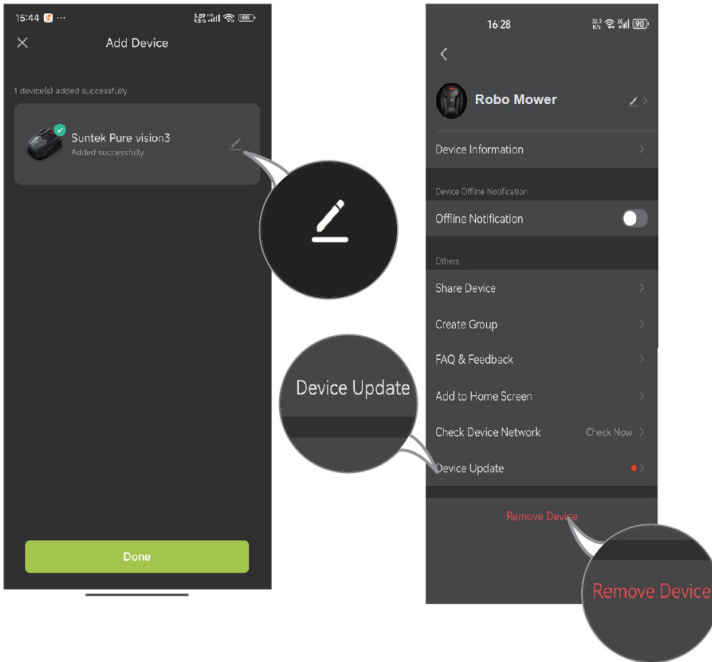 15:44
Add Device
1 device(s) added successfully
Suntek Pure vision3
Added successfully
Done
16:28
Robo Mower
Device Information
Device Offline Notification
Offline Notification
Others
Share Device
Create Group
FAQ & Feedback
Add to Home Screen
Check Device Network Check Now
Device Update
Device Update
Remove Device
Remove Device